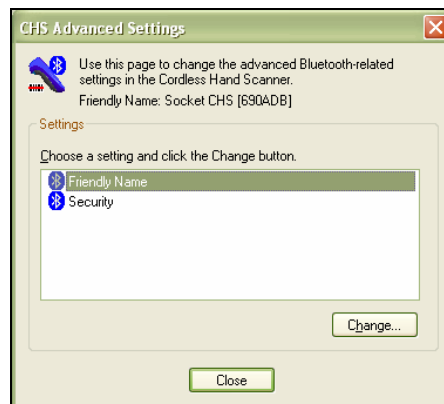 CHS Advanced Settings
Use this page to change the advanced Bluetooth-related
settings in the Cordless Hand Scanner.
Friendly Name: Socket CHS [690ADB]
Settings
Choose a setting and click the Change button.
Friendly Name
Security
Change...
Close